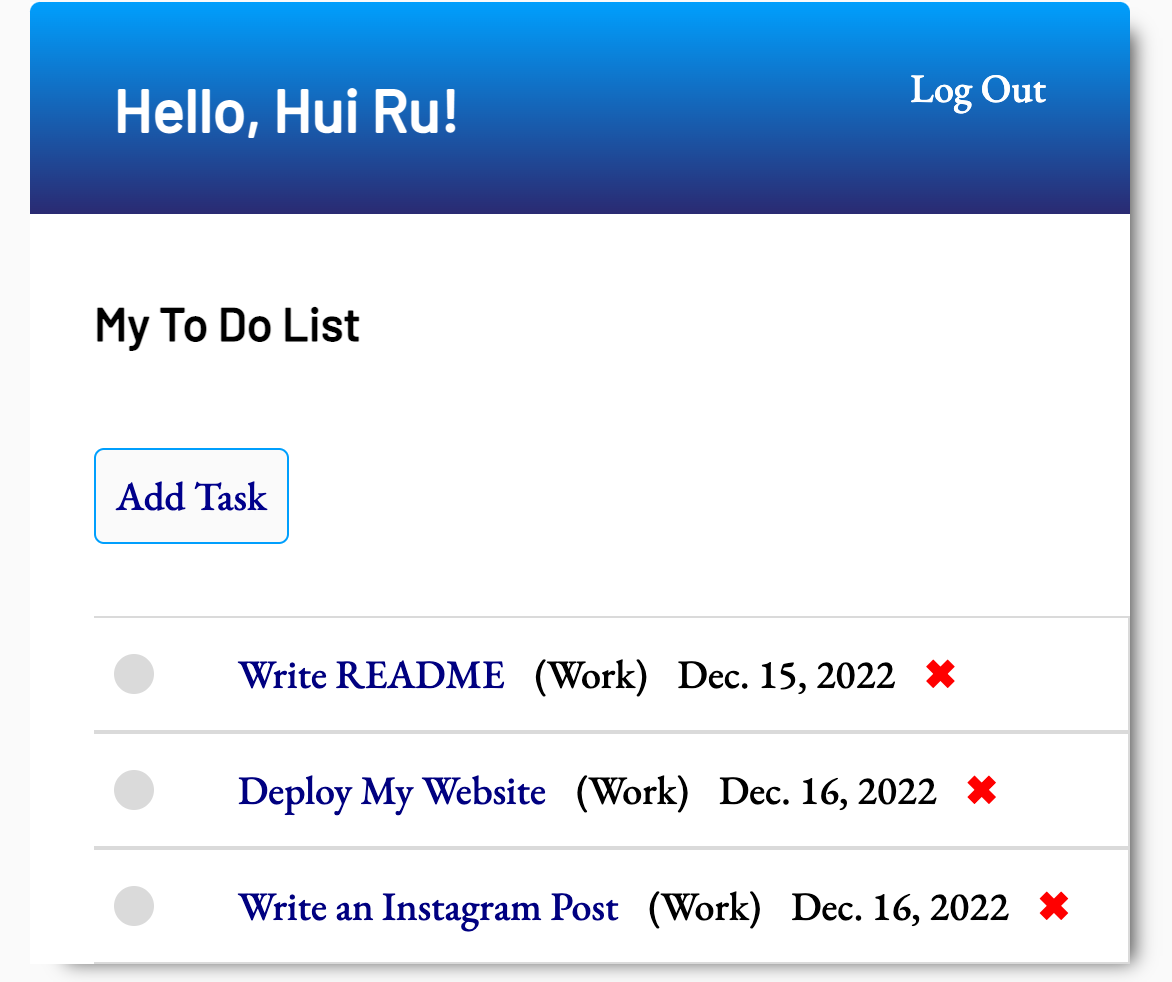 Hello, Hui Ru!
Log Out
My To Do List
Add Task
Write README (Work) Dec. 15, 2022 ✖
Deploy My Website (Work) Dec. 16, 2022 ✖
Write an Instagram Post (Work) Dec. 16, 2022 ✖